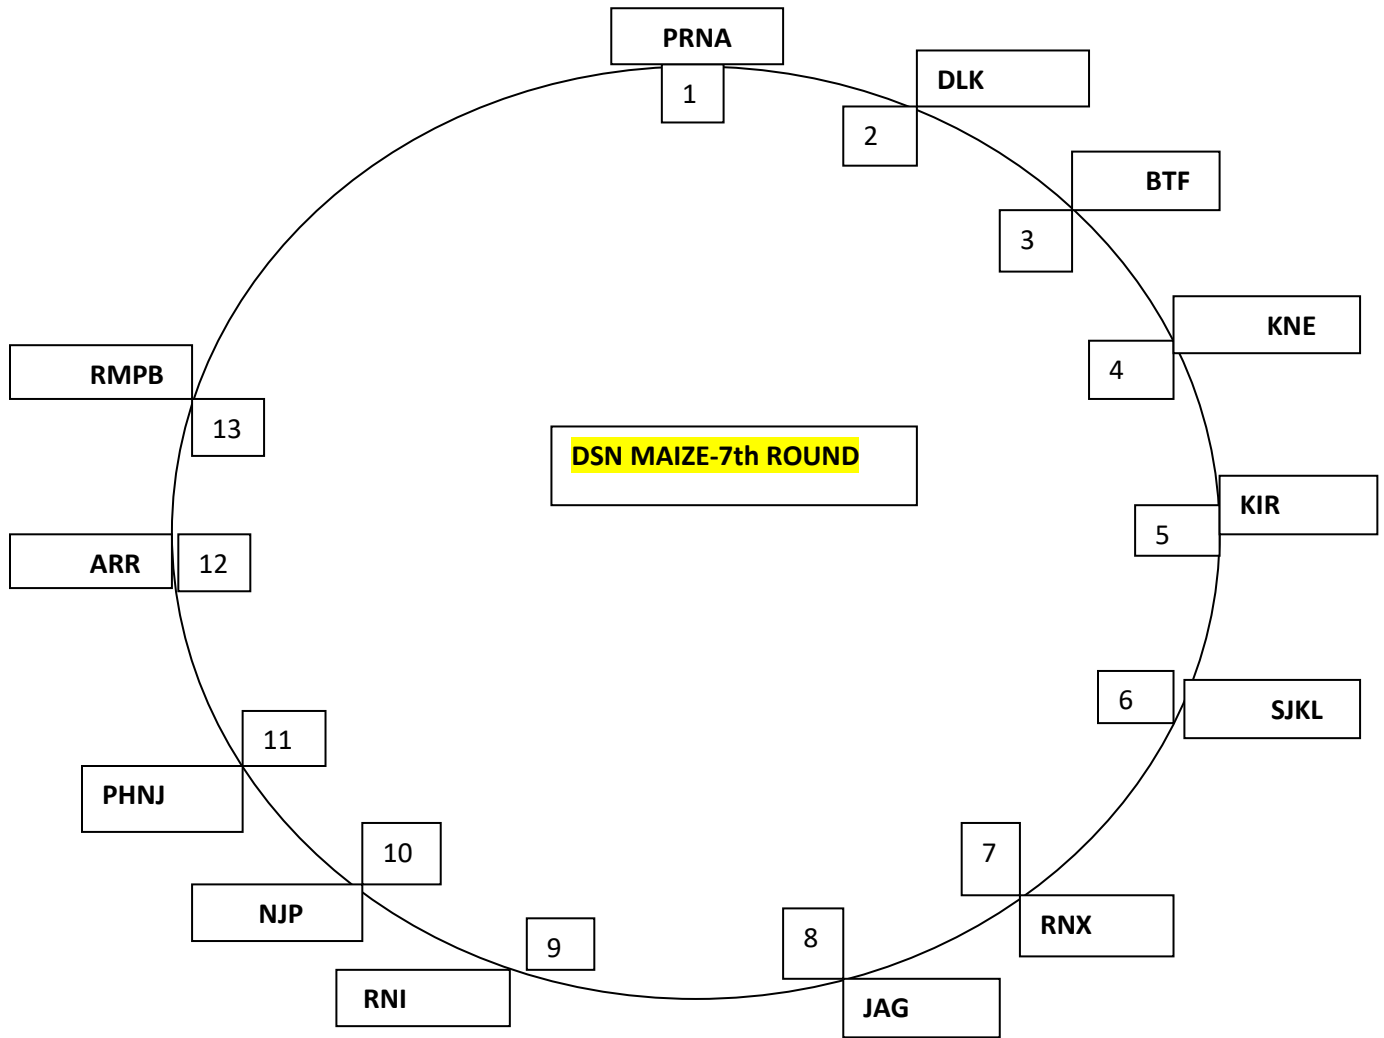 PRNA
1
DLK
2
BTF
3
KNE
4
KIR
5
SJKL
6
RNX
7
JAG
8
RNI
9
NJP
10
PHNJ
11
ARR
12
RMPB
13
DSN MAIZE-7th ROUND